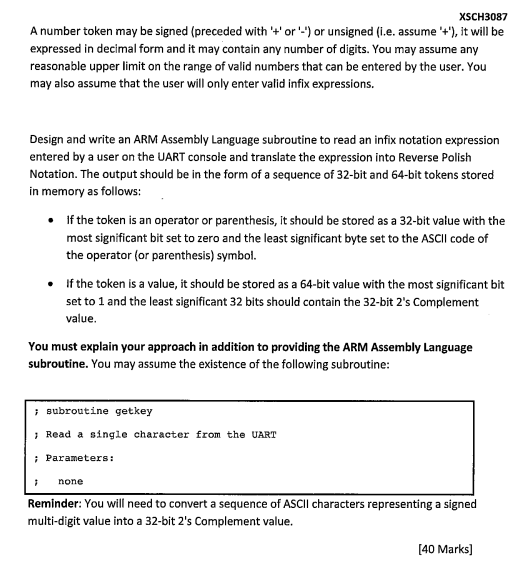 XSCH3087
A number token may be signed (preceded with '+' or '-') or unsigned (i.e. assume '+'), it will be
expressed in decimal form and it may contain any number of digits. You may assume any
reasonable upper limit on the range of valid numbers that can be entered by the user. You
may also assume that the user will only enter valid infix expressions.
Design and write an ARM Assembly Language subroutine to read an infix notation expression
entered by a user on the UART console and translate the expression into Reverse Polish
Notation. The output should be in the form of a sequence of 32-bit and 64-bit tokens stored
in memory as follows:
• If the token is an operator or parenthesis, it should be stored as a 32-bit value with the
most significant bit set to zero and the least significant byte set to the ASCII code of
the operator (or parenthesis) symbol.
• If the token is a value, it should be stored as a 64-bit value with the most significant bit
set to 1 and the least significant 32 bits should contain the 32-bit 2's Complement
value.
You must explain your approach in addition to providing the ARM Assembly Language
subroutine. You may assume the existence of the following subroutine:
; subroutine getkey
; Read a single character from the UART
; Parameters:
; none
Reminder: You will need to convert a sequence of ASCII characters representing a signed
multi-digit value into a 32-bit 2's Complement value.
[40 Marks]